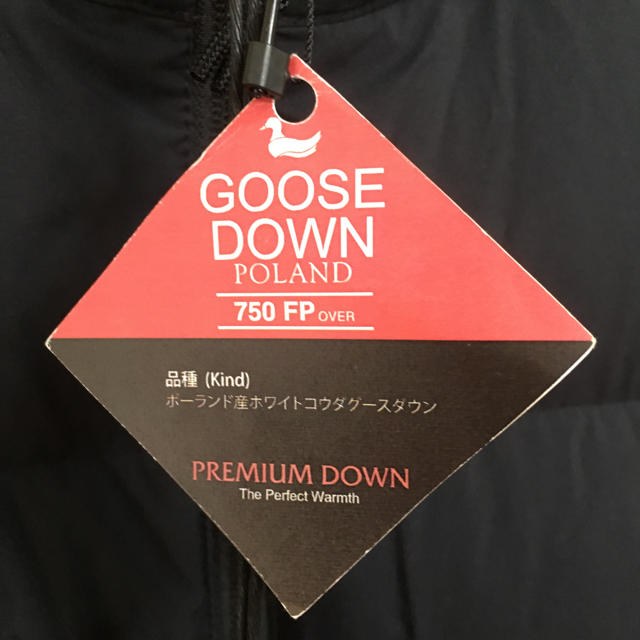 GOOSE
DOWN
POLAND
750 FP OVER
品種 (Kind)
ポーランド産ホワイトコウダグースダウン
PREMIUM DOWN
The Perfect Warmth